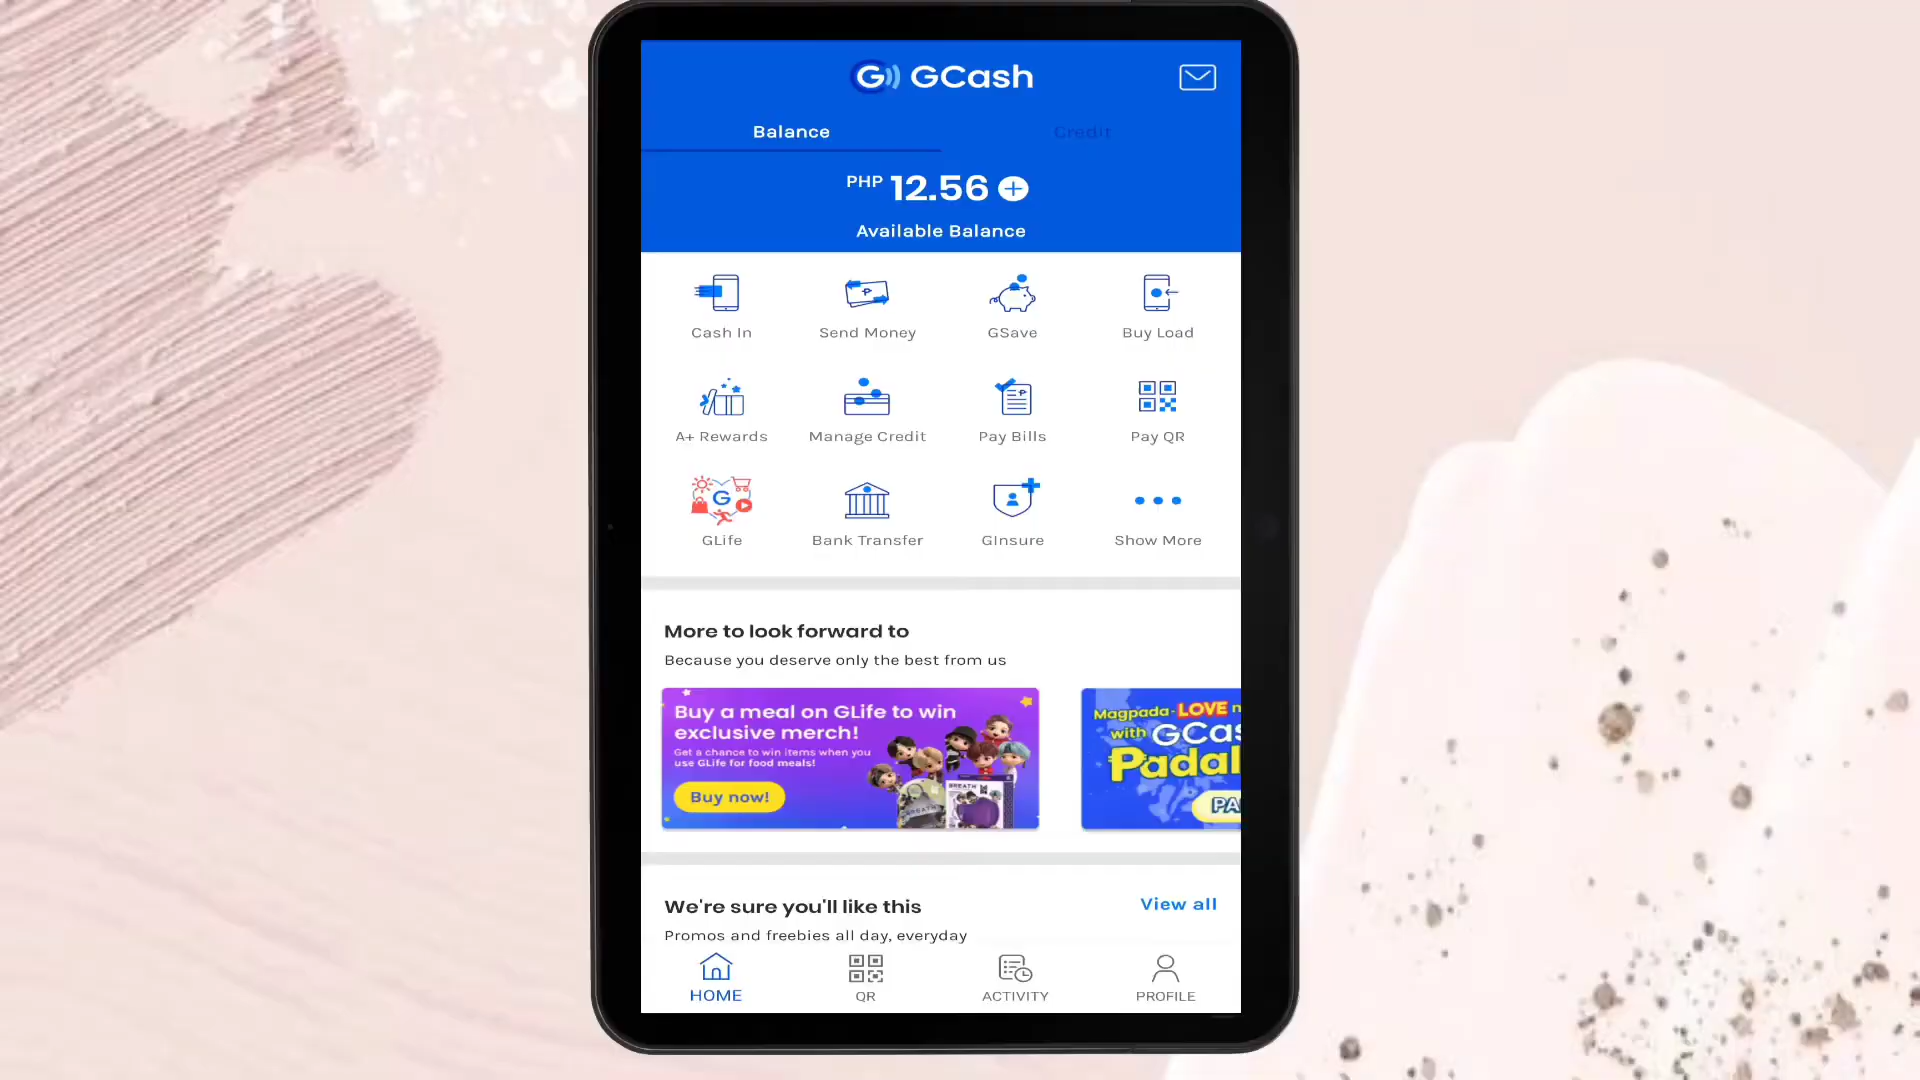 G GCash
Balance
Credit
PHP 12.56
Available Balance
Cash In
Send Money
GSave
Buy Load
A+ Rewards
Manage Credit
Pay Bills
Pay QR
G
GLife
Bank Transfer
GInsure
Show More
More to look forward to
Because you deserve only the best from us
Buy a meal on GLife to win
exclusive merch!
Get a chance to win items when you
use GLife for food meals!
Buy now!
BREATH
BREATH
Magpada-LOVE n
with GCas
Padal
PA
We're sure you'll like this
View all
Promos and freebies all day, everyday
HOME
QR
ACTIVITY
PROFILE